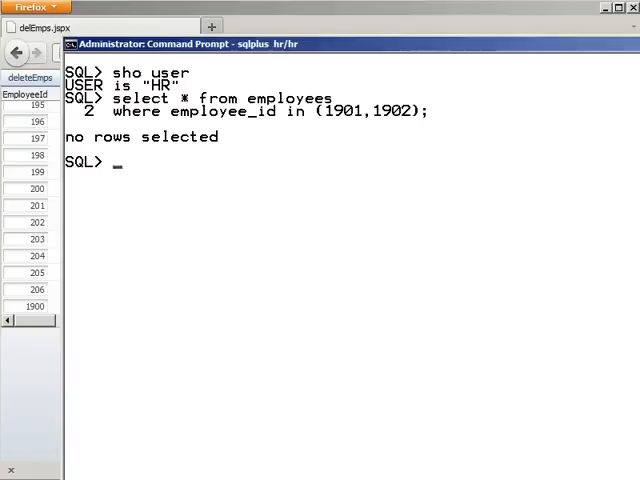 Firefox
delEmps.jspx
Administrator: Command Prompt - sqlplus hr/hr
deleteEmps
EmployeeId
195
196
197
198
199
200
201
202
203
204
205
206
1900
SQL> sho user
USER is "HR"
SQL> select * from employees
2 where employee_id in (1901,1902);
no rows selected
SQL> _